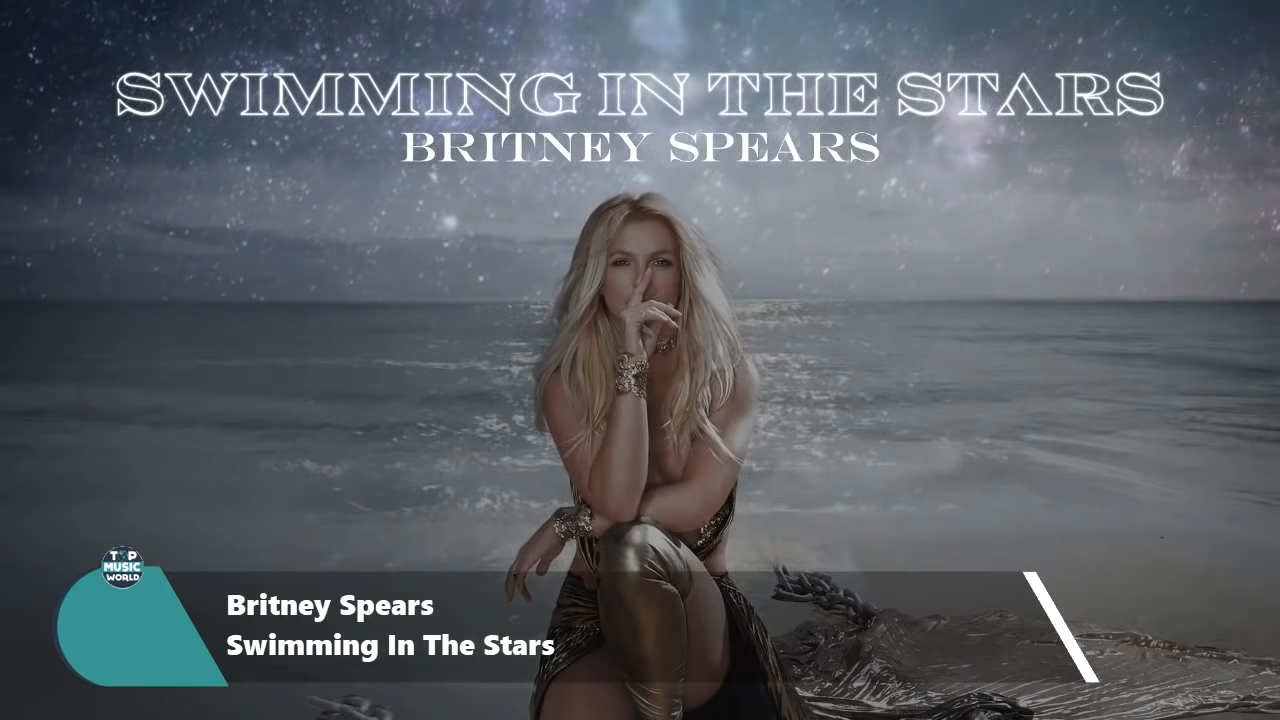 SWIMMING IN THE STARS
BRITNEY SPEARS
TOP
MUSIC
WORLD
Britney Spears
Swimming In The Stars